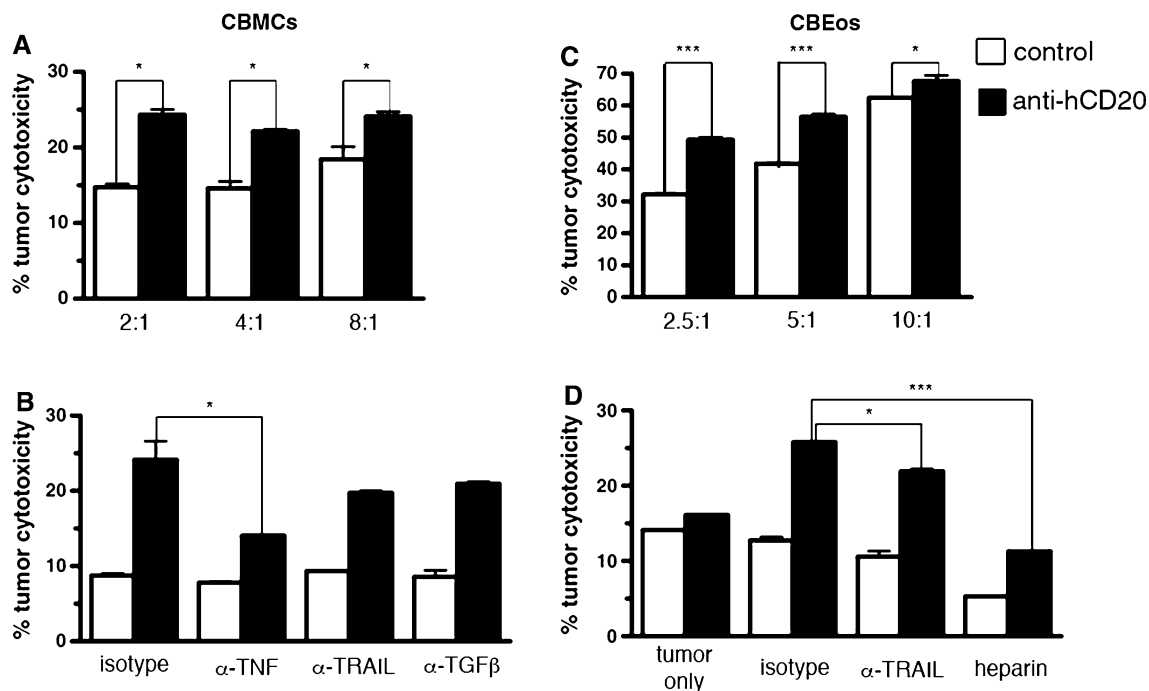 CBMCs
A
% tumor cytotoxicity
30
20
10
0
*
*
*
2:1
4:1
8:1
CBEos
C
% tumor cytotoxicity
70
60
50
40
30
20
10
0
***
***
*
2.5:1
5:1
10:1
control
anti-hCD20
B
% tumor cytotoxicity
30
20
10
0
*
isotype
α-TNF
α-TRAIL
α-TGFβ
D
% tumor cytotoxicity
30
20
10
0
***
*
tumor
only
isotype
α-TRAIL
heparin